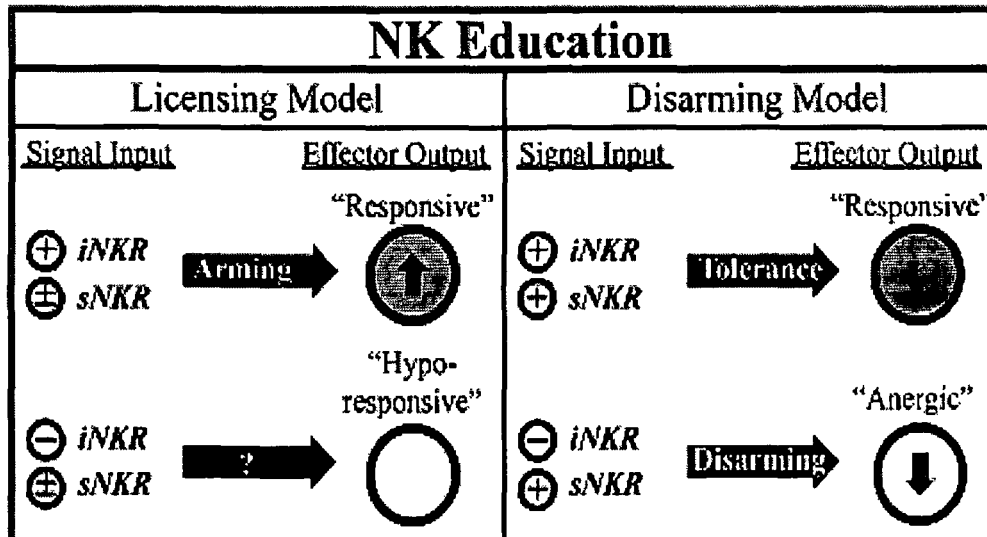 NK Education
Licensing Model
Disarming Model
Signal Input
Effector Output
"Responsive"
+ iNKR
± sNKR
Arming
"Hypo-
responsive"
− iNKR
± sNKR
?
Signal Input
Effector Output
"Responsive"
+ iNKR
+ sNKR
Tolerance
"Anergic"
− iNKR
+ sNKR
Disarming